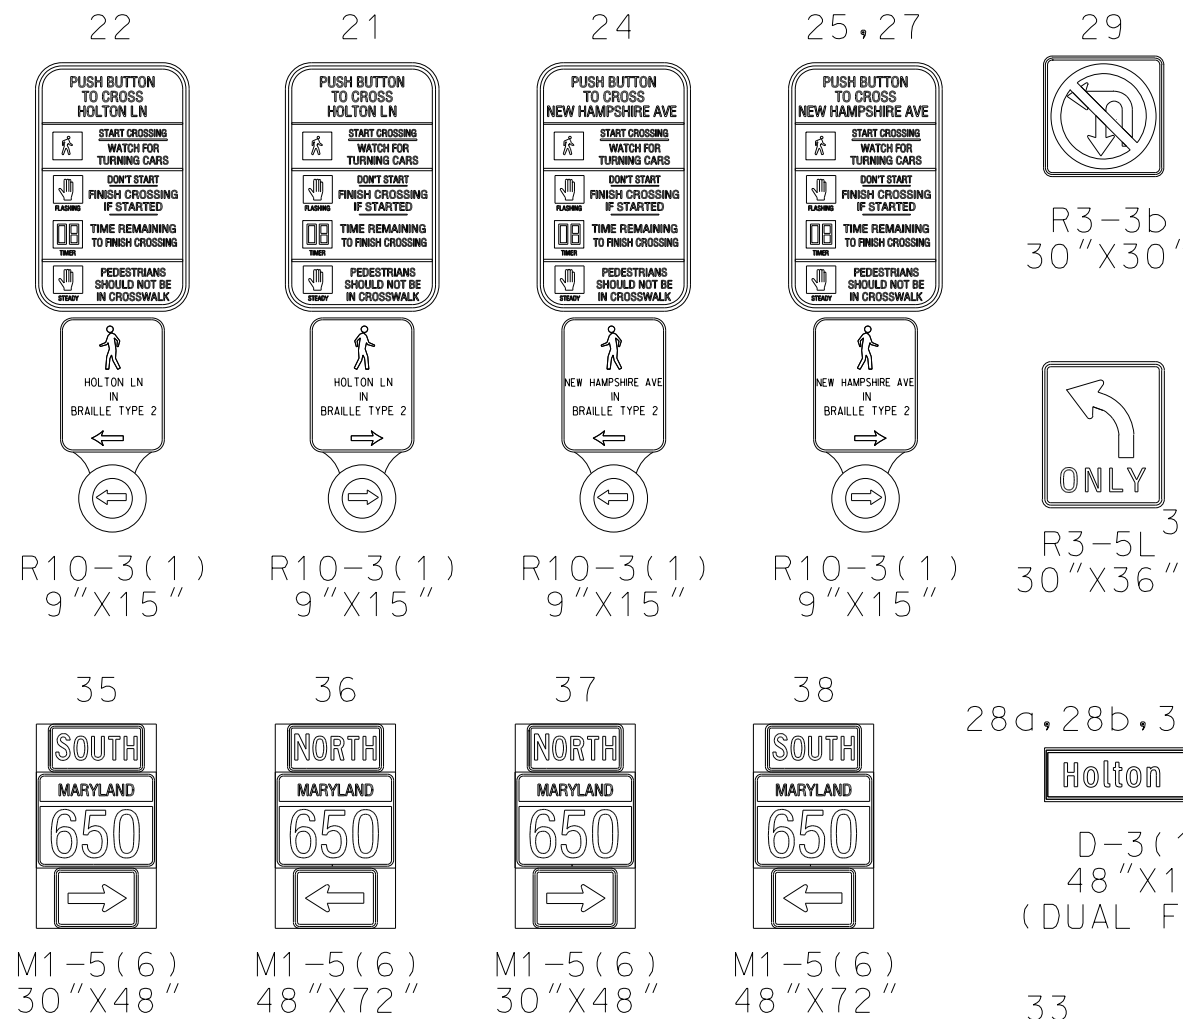 22
PUSH BUTTON
TO CROSS
HOLTON LN
START CROSSING
WATCH FOR
TURNING CARS
DON'T START
FINISH CROSSING
IF STARTED
FLASHING
TIME REMAINING
TO FINISH CROSSING
08
TIMER
PEDESTRIANS
SHOULD NOT BE
IN CROSSWALK
STEADY
HOLTON LN
IN
BRAILLE TYPE 2
R10-3(1)
9"X15"
21
PUSH BUTTON
TO CROSS
HOLTON LN
START CROSSING
WATCH FOR
TURNING CARS
DON'T START
FINISH CROSSING
IF STARTED
FLASHING
TIME REMAINING
TO FINISH CROSSING
08
TIMER
PEDESTRIANS
SHOULD NOT BE
IN CROSSWALK
STEADY
HOLTON LN
IN
BRAILLE TYPE 2
R10-3(1)
9"X15"
24
PUSH BUTTON
TO CROSS
NEW HAMPSHIRE AVE
START CROSSING
WATCH FOR
TURNING CARS
DON'T START
FINISH CROSSING
IF STARTED
FLASHING
TIME REMAINING
TO FINISH CROSSING
08
TIMER
PEDESTRIANS
SHOULD NOT BE
IN CROSSWALK
STEADY
NEW HAMPSHIRE AVE
IN
BRAILLE TYPE 2
R10-3(1)
9"X15"
25,27
PUSH BUTTON
TO CROSS
NEW HAMPSHIRE AVE
START CROSSING
WATCH FOR
TURNING CARS
DON'T START
FINISH CROSSING
IF STARTED
FLASHING
TIME REMAINING
TO FINISH CROSSING
08
TIMER
PEDESTRIANS
SHOULD NOT BE
IN CROSSWALK
STEADY
NEW HAMPSHIRE AVE
IN
BRAILLE TYPE 2
R10-3(1)
9"X15"
29
R3-3b
30"X30"
ONLY
3
R3-5L
30"X36"
35
SOUTH
MARYLAND
650
M1-5(6)
30"X48"
36
NORTH
MARYLAND
650
M1-5(6)
48"X72"
37
NORTH
MARYLAND
650
M1-5(6)
30"X48"
38
SOUTH
MARYLAND
650
M1-5(6)
48"X72"
28a,28b,3
Holton
D-3(1
48"X1
(DUAL F
33